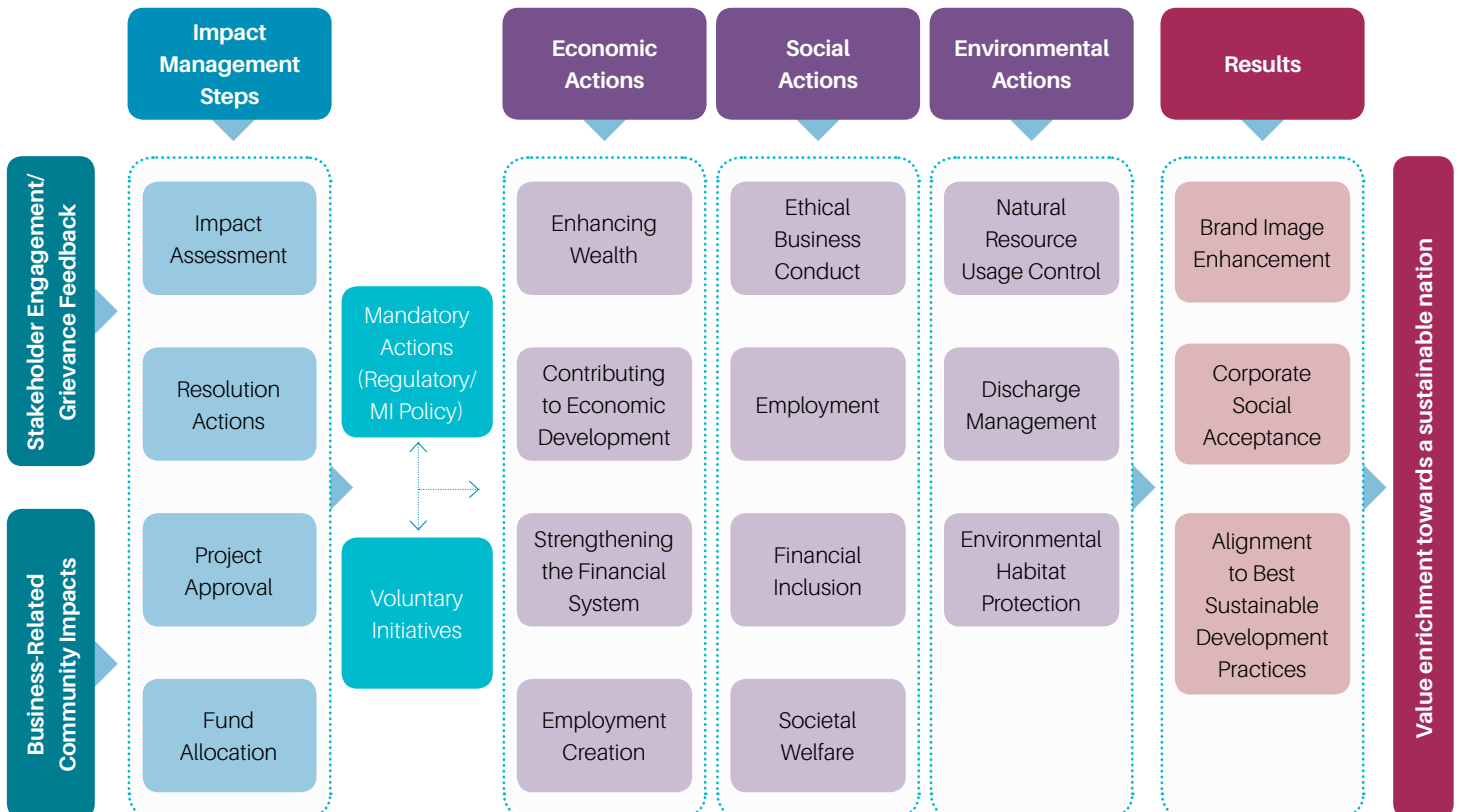 Impact
Management
Steps
Economic
Actions
Social
Actions
Environmental
Actions
Results
Stakeholder Engagement/
Grievance Feedback
Business-Related
Community Impacts
Impact
Assessment
Resolution
Actions
Project
Approval
Fund
Allocation
Mandatory
Actions
(Regulatory/
MI Policy)
Voluntary
Initiatives
Enhancing
Wealth
Contributing
to Economic
Development
Strengthening
the Financial
System
Employment
Creation
Ethical
Business
Conduct
Employment
Financial
Inclusion
Societal
Welfare
Natural
Resource
Usage Control
Discharge
Management
Environmental
Habitat
Protection
Brand Image
Enhancement
Corporate
Social
Acceptance
Alignment
to Best
Sustainable
Development
Practices
Value enrichment towards a sustainable nation